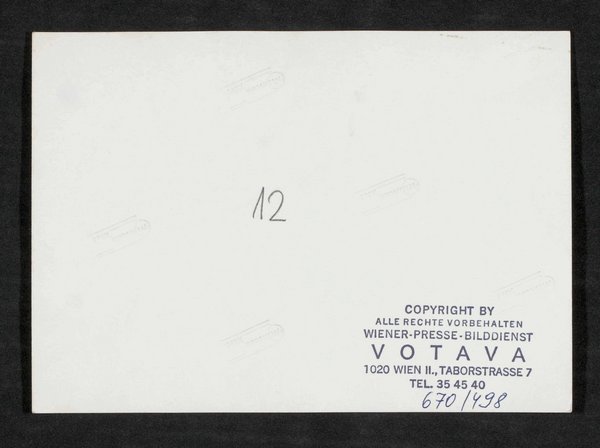 12
COPYRIGHT BY
ALLE RECHTE VORBEHALTEN
WIENER-PRESSE-BILDDIENST
VOTAVA
1020 WIEN II., TABORSTRASSE 7
TEL. 35 45 40
670/498